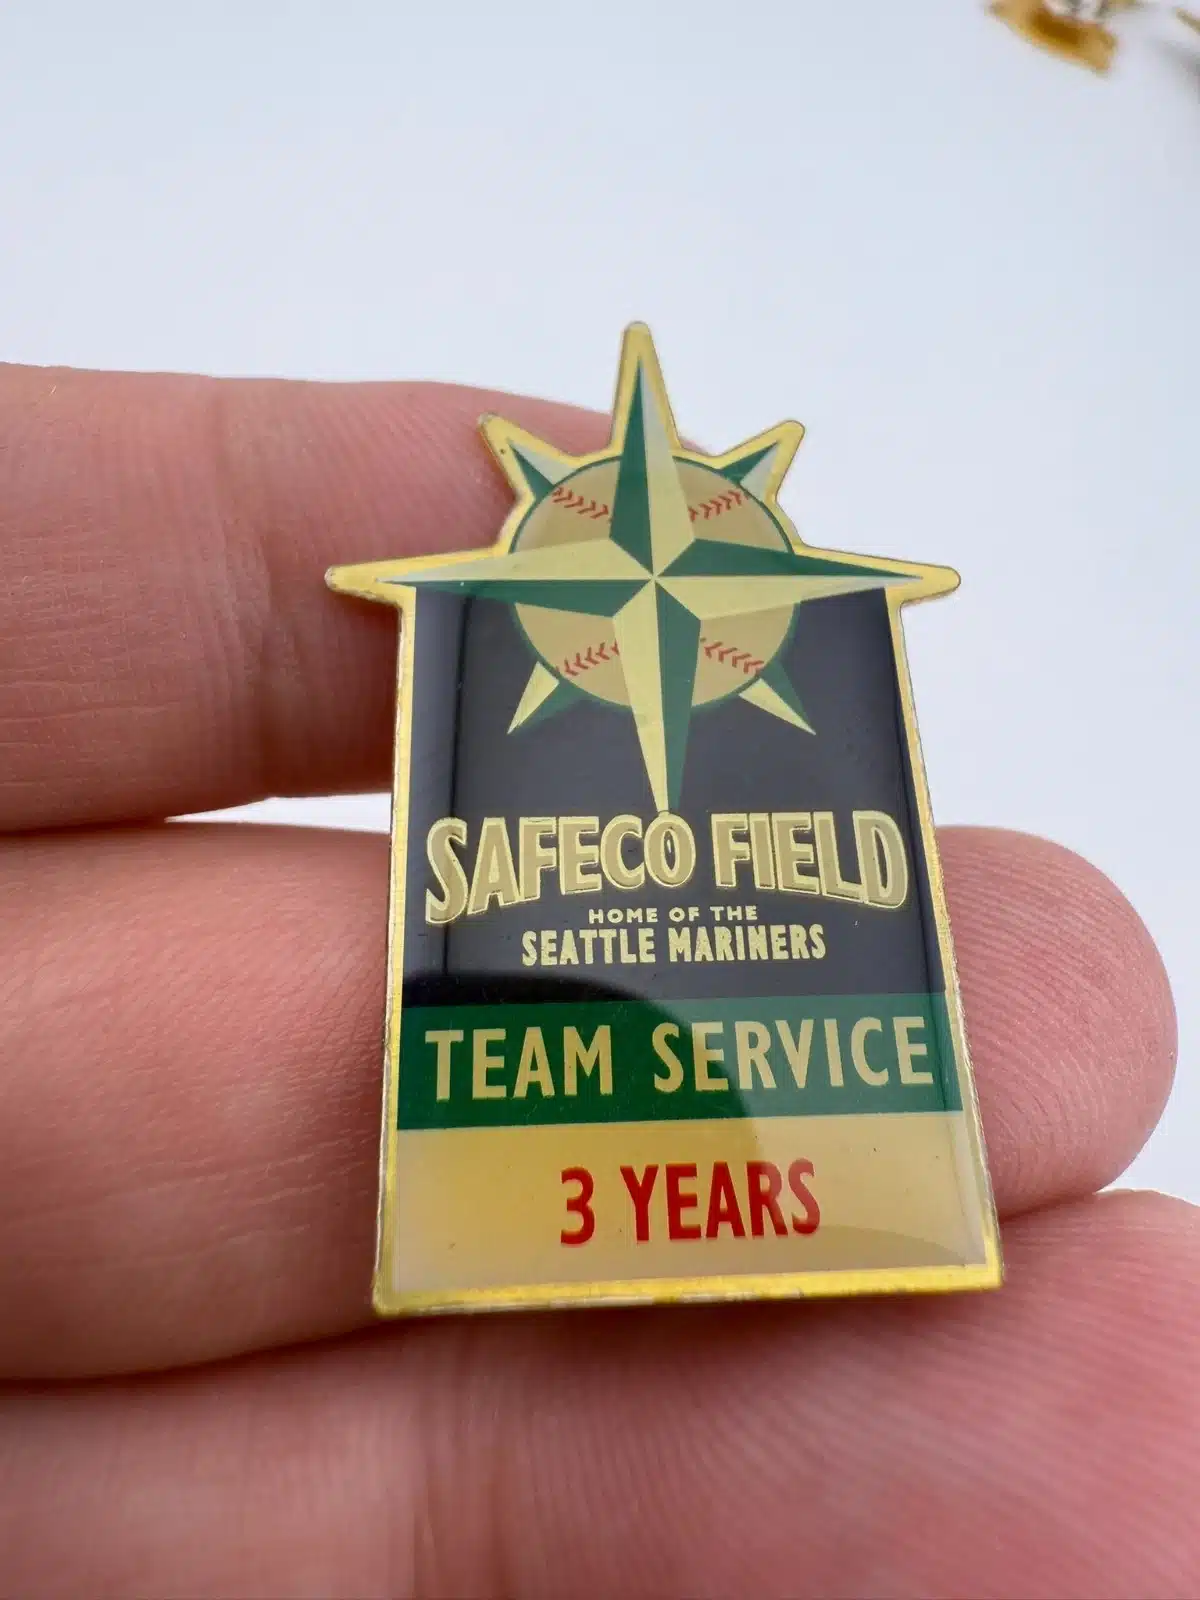 SAFECO FIELD
HOME OF THE
SEATTLE MARINERS
TEAM SERVICE
3 YEARS